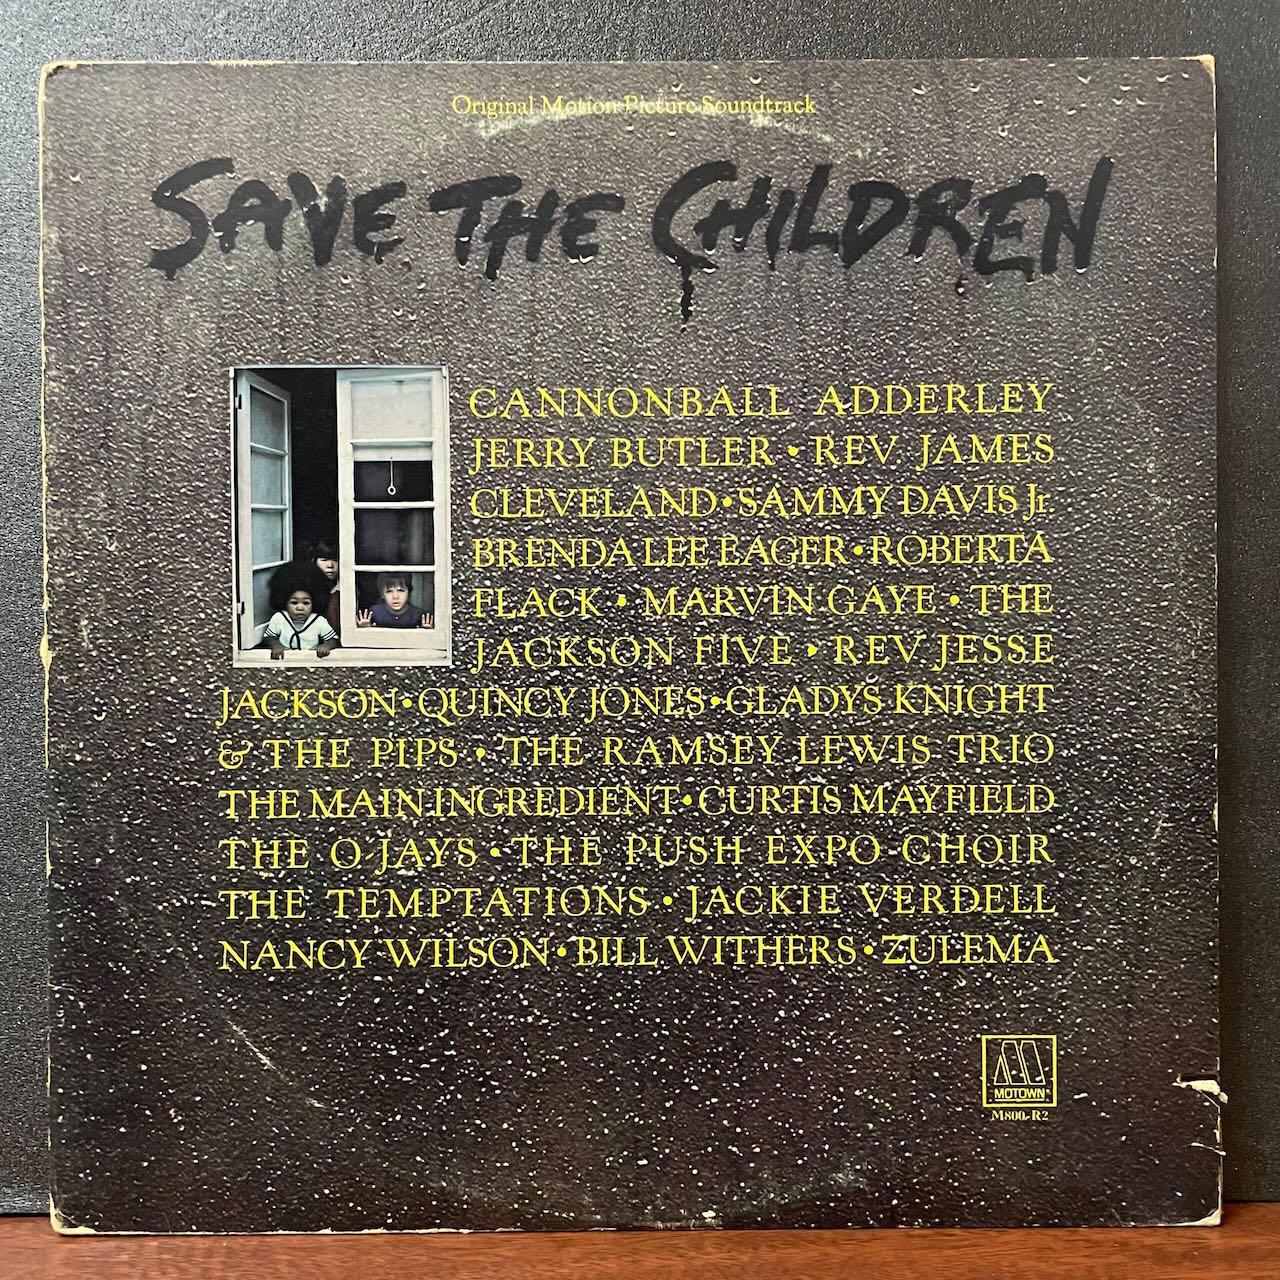 Original Motion Picture Soundtrack
SAVE THE CHILDREN
CANNONBALL ADDERLEY
JERRY BUTLER • REV. JAMES
CLEVELAND • SAMMY DAVIS Jr.
BRENDA LEE EAGER • ROBERTA
FLACK • MARVIN GAYE • THE
JACKSON FIVE • REV. JESSE
JACKSON • QUINCY JONES • GLADYS KNIGHT
& THE PIPS • THE RAMSEY LEWIS TRIO
THE MAIN INGREDIENT • CURTIS MAYFIELD
THE O'JAYS • THE PUSH EXPO CHOIR
THE TEMPTATIONS • JACKIE VERDELL
NANCY WILSON • BILL WITHERS • ZULEMA
MOTOWN
M800-R2